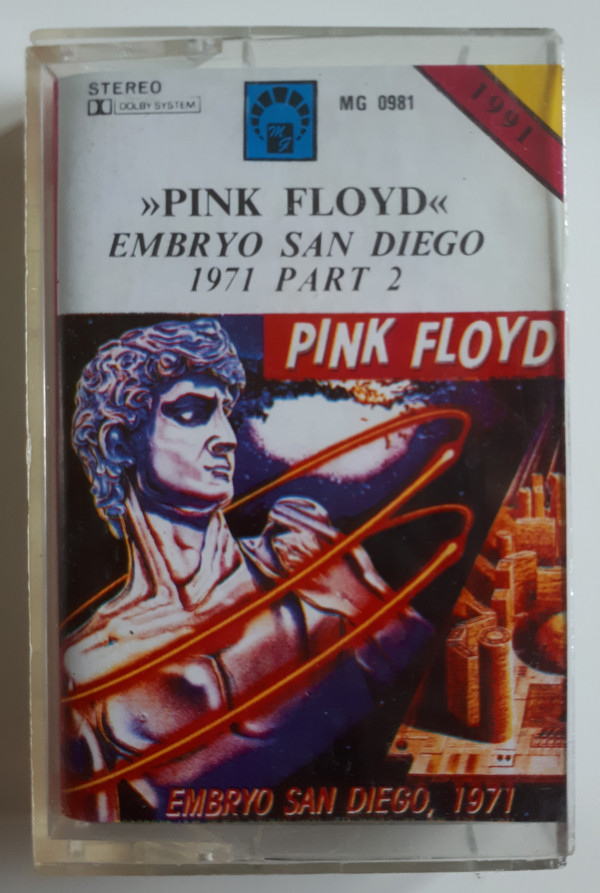 STEREO
DOLBY SYSTEM
MG
MG 0981
1991
»PINK FLOYD«
EMBRYO SAN DIEGO
1971 PART 2
PINK FLOYD
EMBRYO SAN DIEGO, 1971